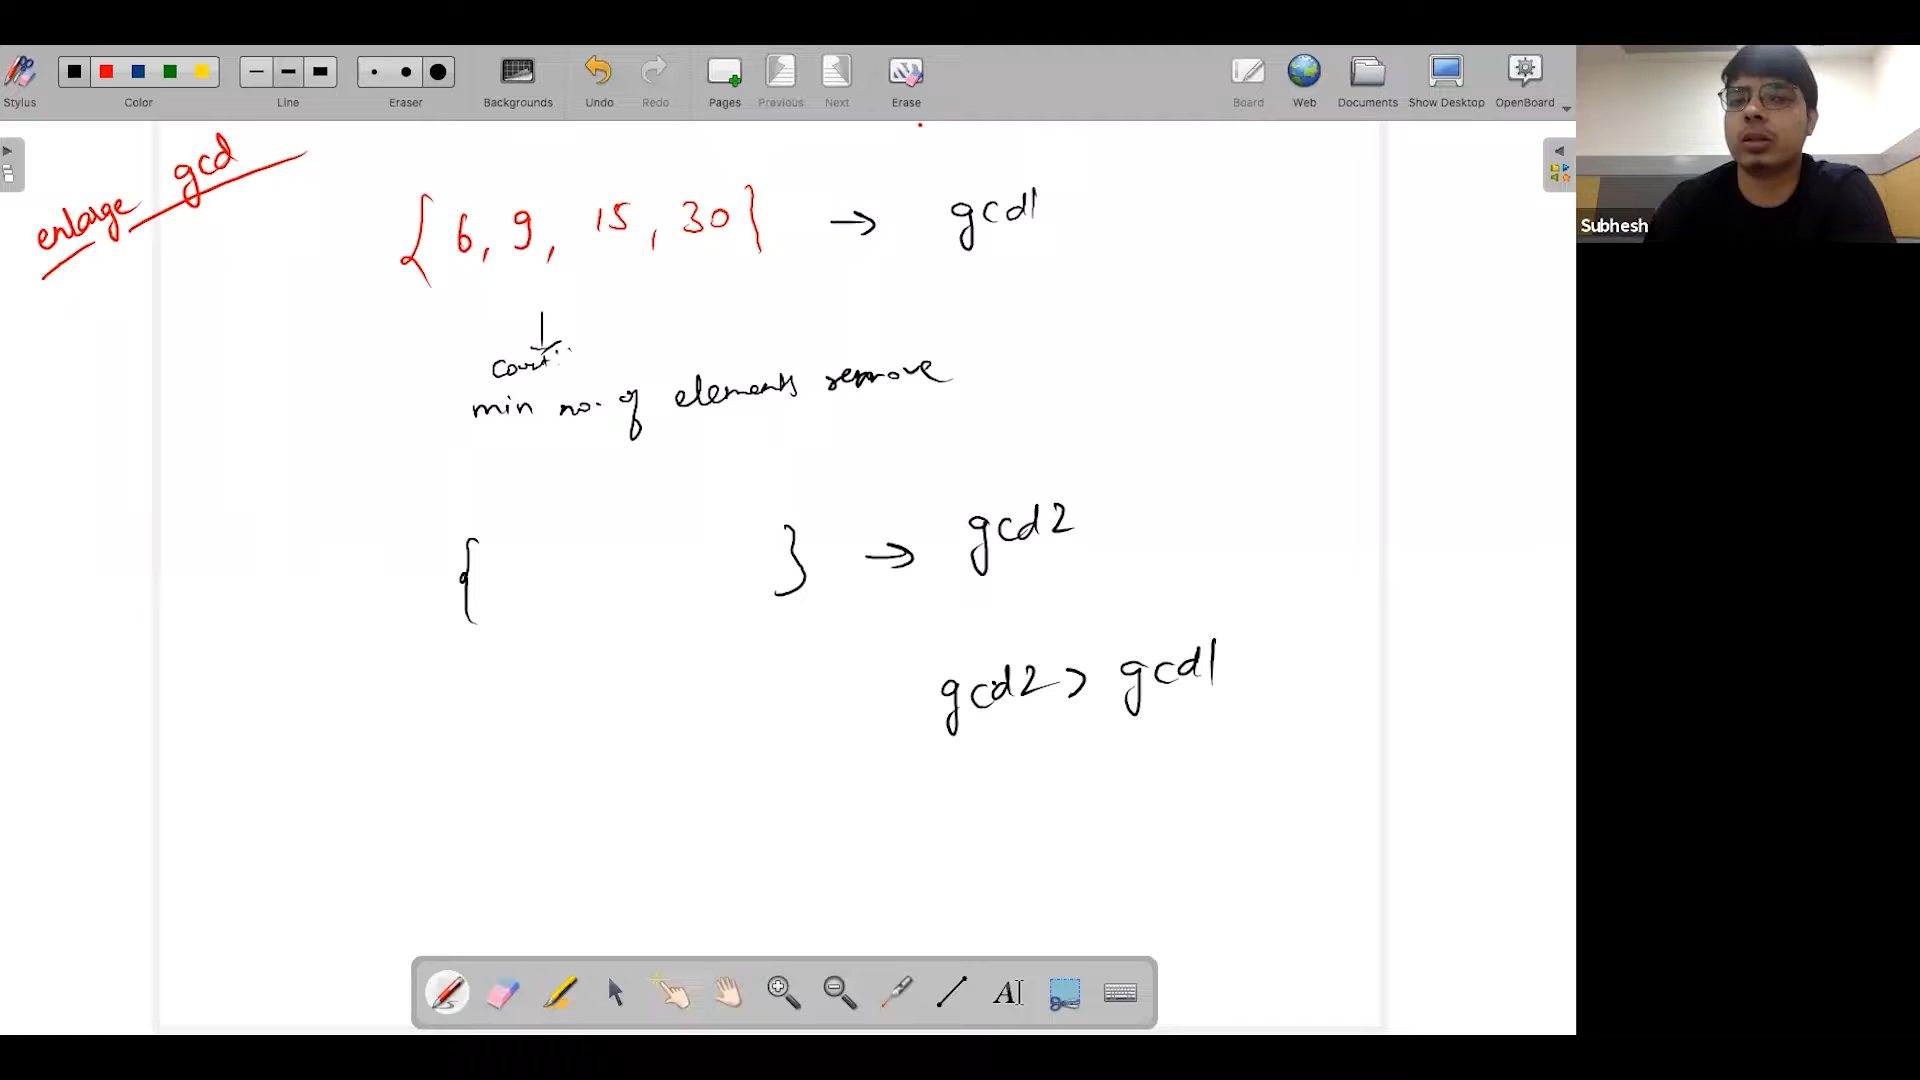 Stylus
Color
Line
Eraser
Backgrounds
Undo
Redo
Pages
Previous
Next
Erase
Board
Web
Documents
Show Desktop
OpenBoard
Subhesh
enlarge gcd
{ 6, 9, 15, 30 } → gcd1
min no. of elements remove
{ } → gcd2
gcd2 > gcd1
A